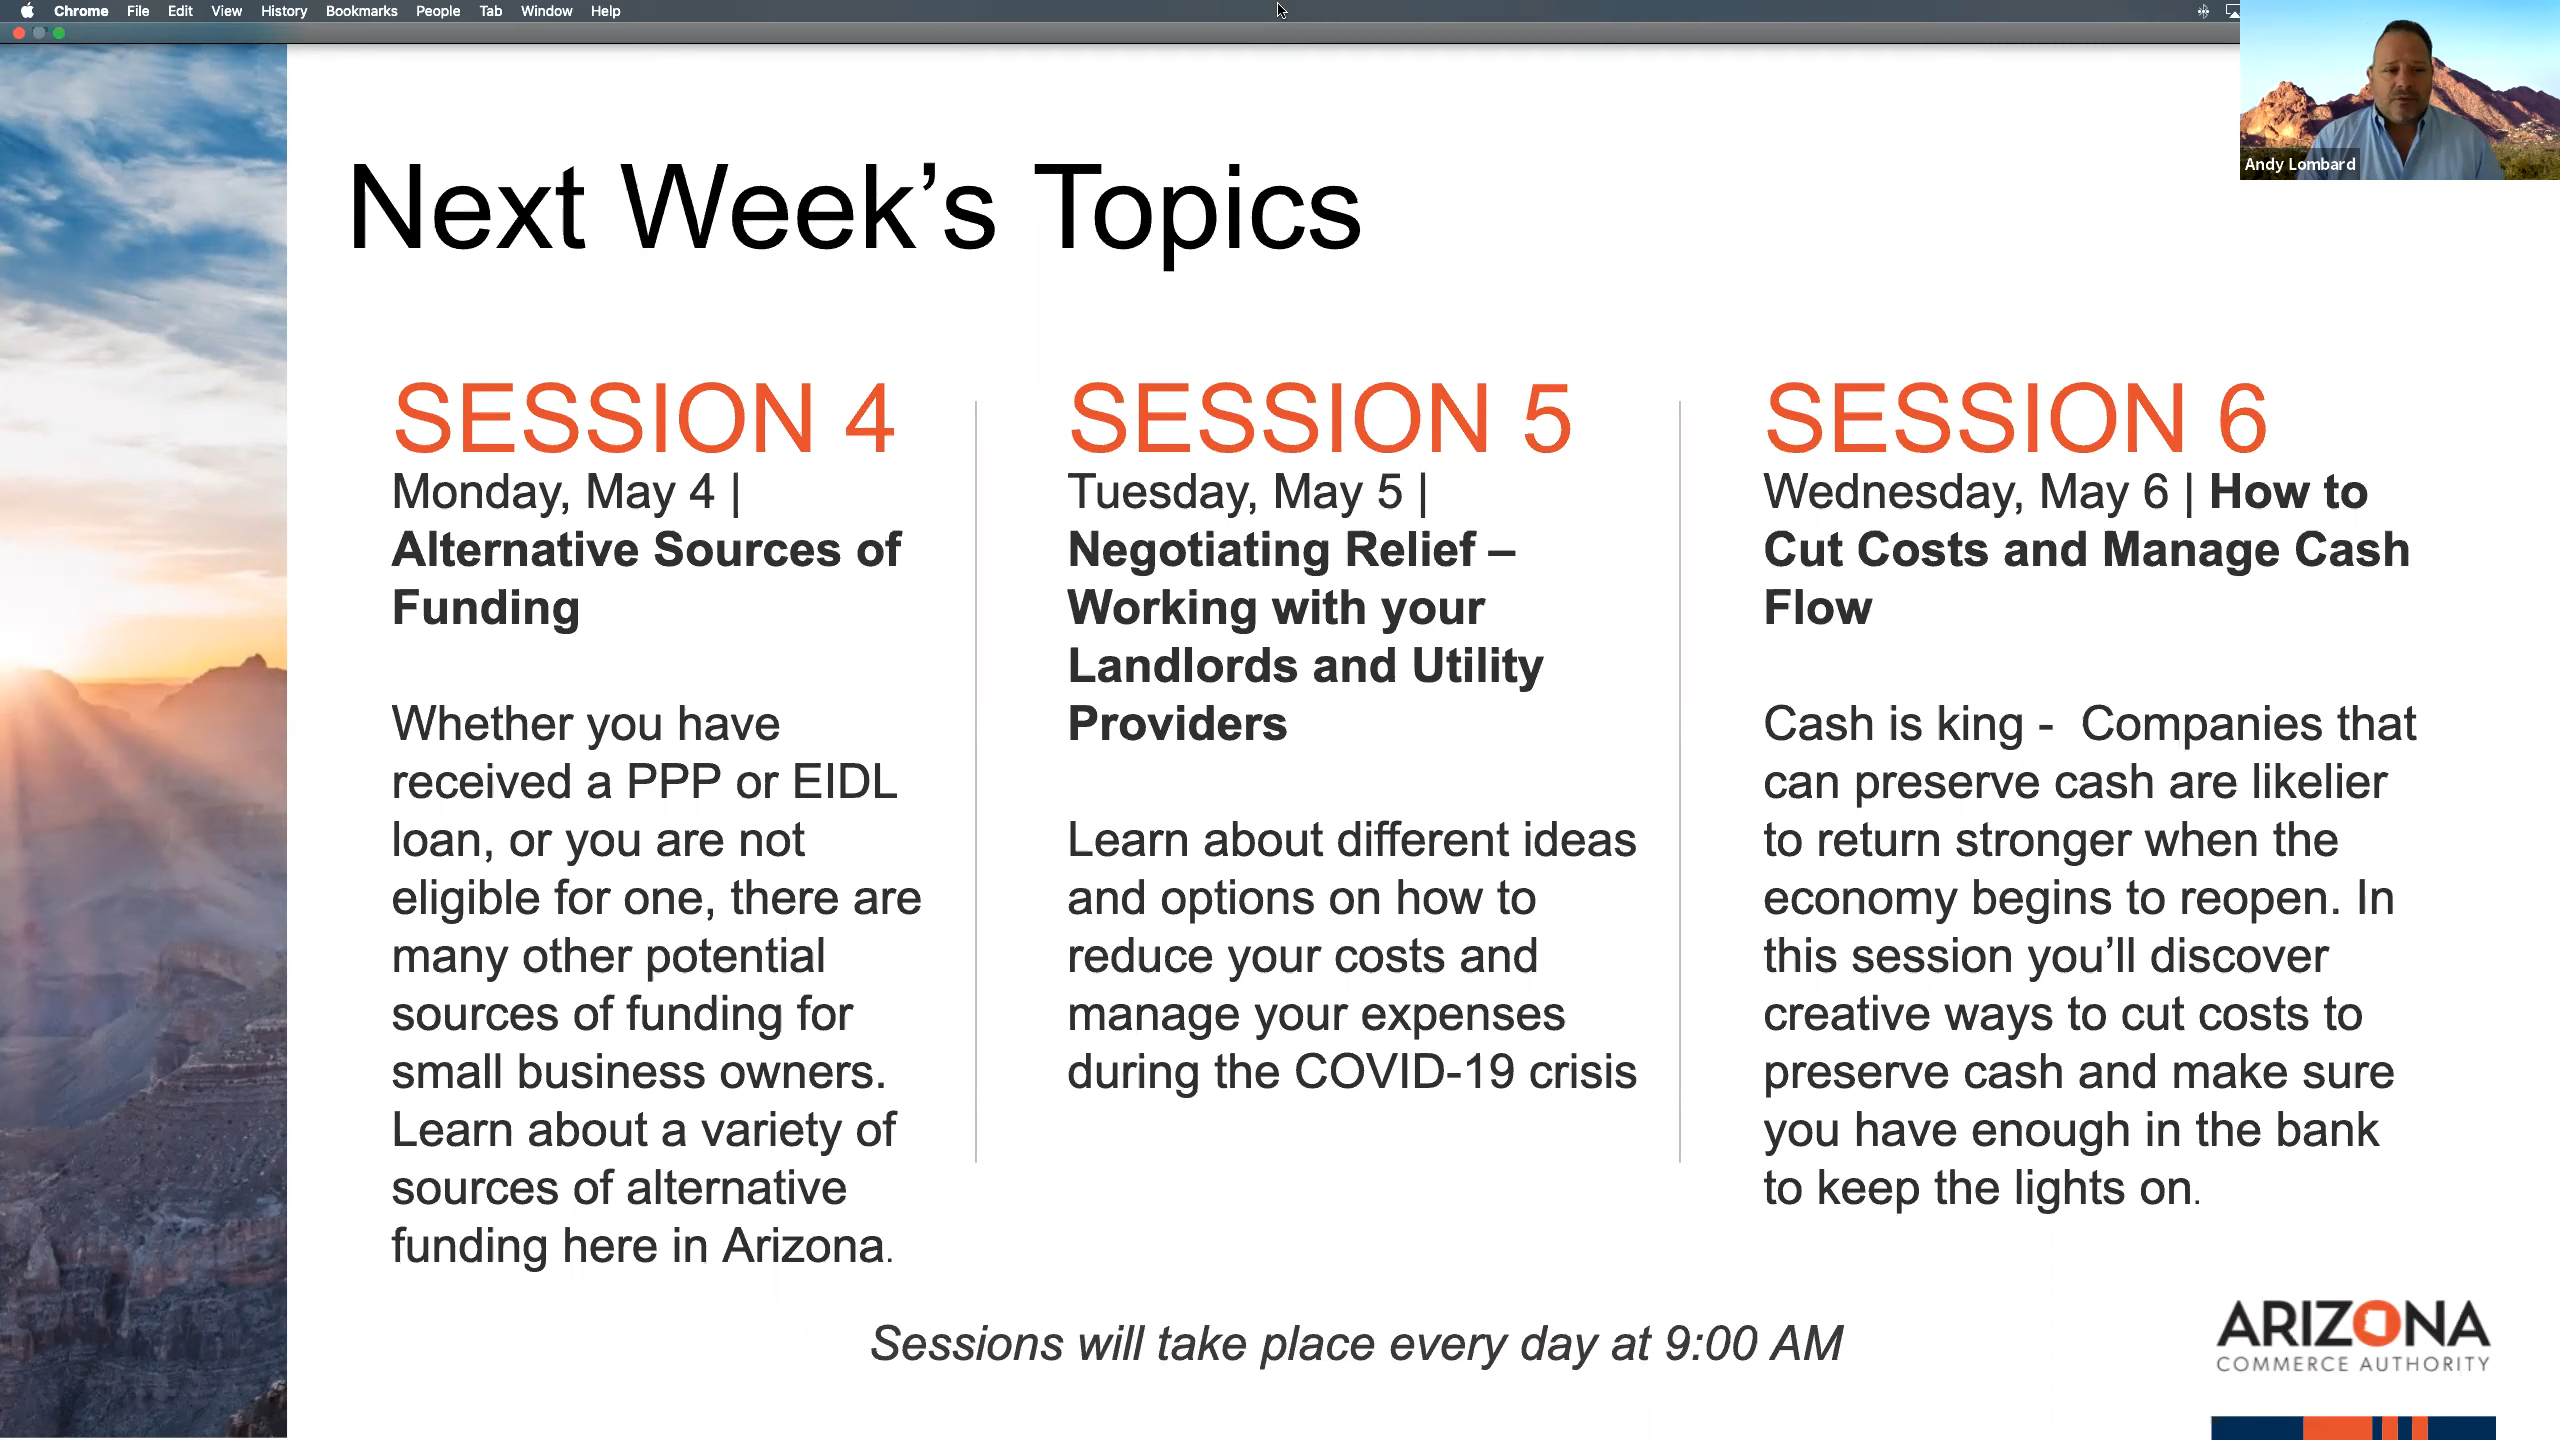 Chrome File Edit View History Bookmarks People Tab Window Help
Andy Lombard
Next Week’s Topics
SESSION 4
Monday, May 4 |
Alternative Sources of
Funding
Whether you have
received a PPP or EIDL
loan, or you are not
eligible for one, there are
many other potential
sources of funding for
small business owners.
Learn about a variety of
sources of alternative
funding here in Arizona.
SESSION 5
Tuesday, May 5 |
Negotiating Relief –
Working with your
Landlords and Utility
Providers
Learn about different ideas
and options on how to
reduce your costs and
manage your expenses
during the COVID-19 crisis
SESSION 6
Wednesday, May 6 | How to
Cut Costs and Manage Cash
Flow
Cash is king -  Companies that
can preserve cash are likelier
to return stronger when the
economy begins to reopen. In
this session you’ll discover
creative ways to cut costs to
preserve cash and make sure
you have enough in the bank
to keep the lights on.
Sessions will take place every day at 9:00 AM
ARIZONA
COMMERCE AUTHORITY